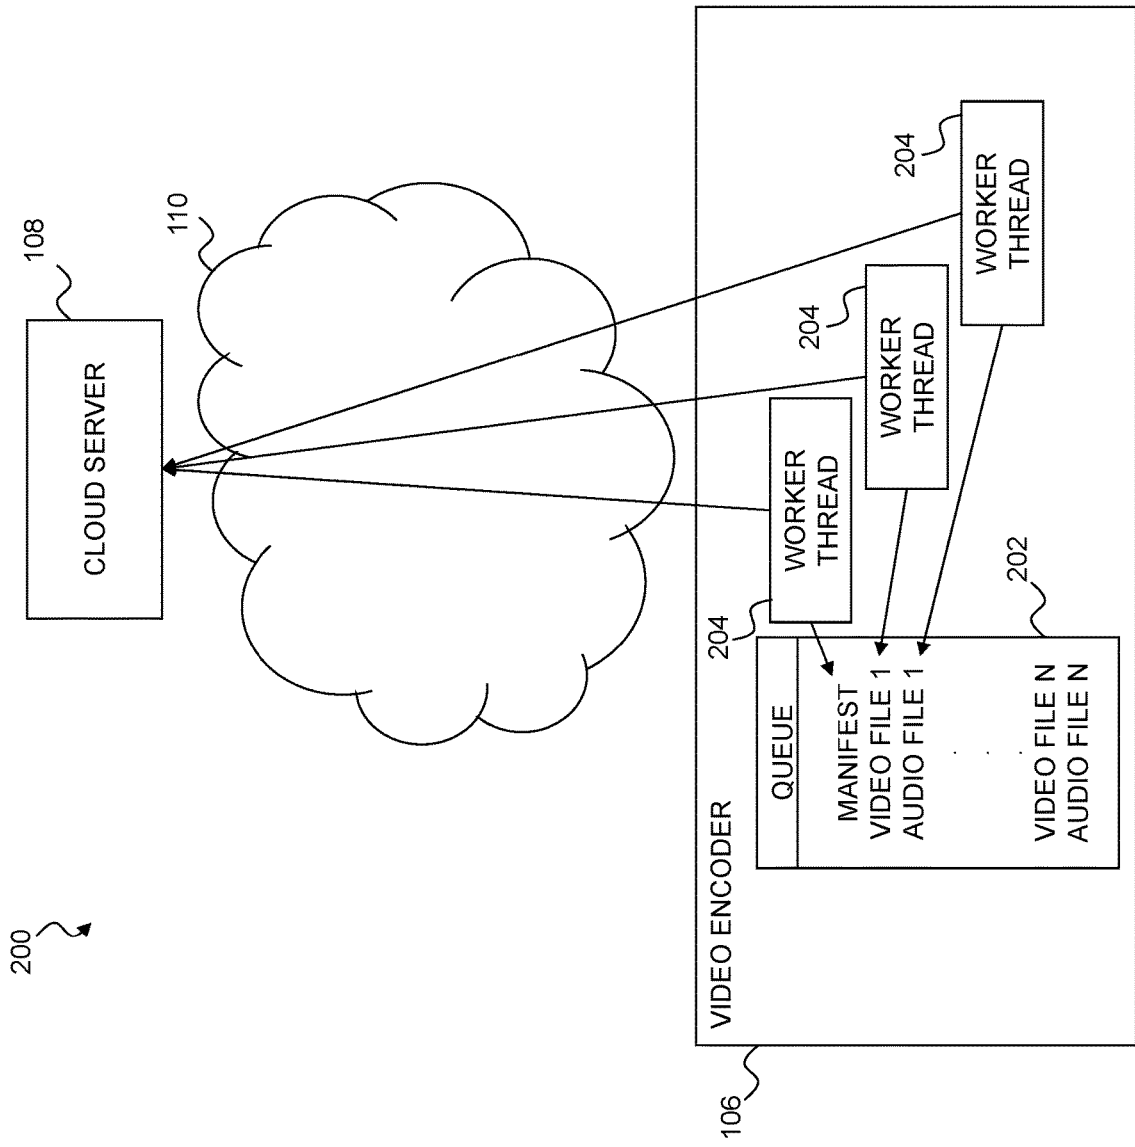 200
108
CLOUD SERVER
110
106
VIDEO ENCODER
QUEUE
MANIFEST
VIDEO FILE 1
AUDIO FILE 1
. . .
VIDEO FILE N
AUDIO FILE N
202
204
WORKER
THREAD
204
WORKER
THREAD
204
WORKER
THREAD